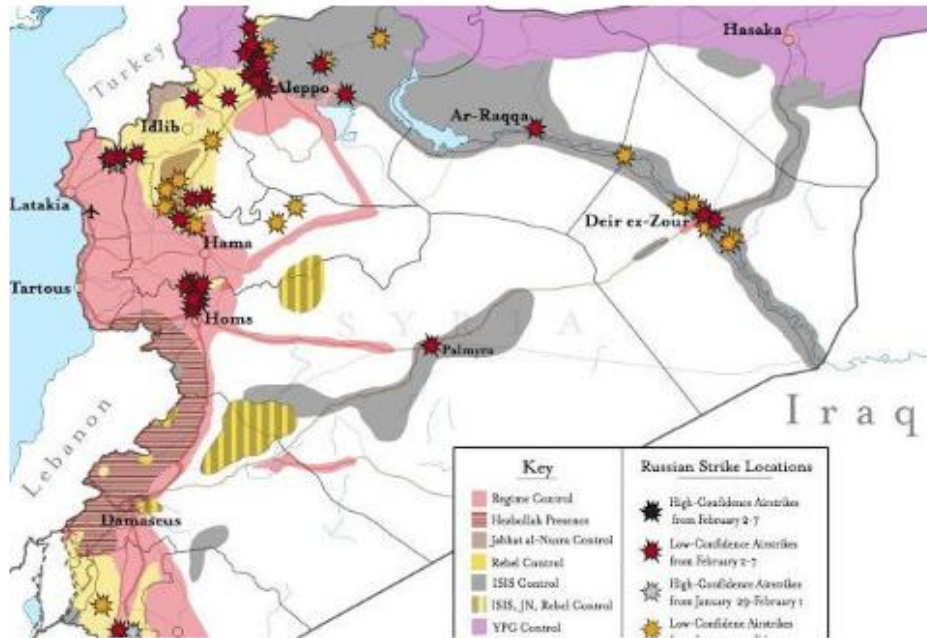 Hasaka
Turkey
Aleppo
Ar-Raqqa
Idlib
Latakia
Deir ez-Zour
Hama
Tartous
Homs
SYRIA
Palmyra
Iraq
Lebanon
Damascus
Key
Regime Control
Hezbollah Presence
Jabhat al-Nusra Control
Rebel Control
ISIS Control
ISIS, JN, Rebel Control
YPG Control
Russian Strike Locations
High-Confidence Airstrikes
from February 2-7
Low-Confidence Airstrikes
from February 2-7
High-Confidence Airstrikes
from January 29-February 1
Low-Confidene Airstrikes